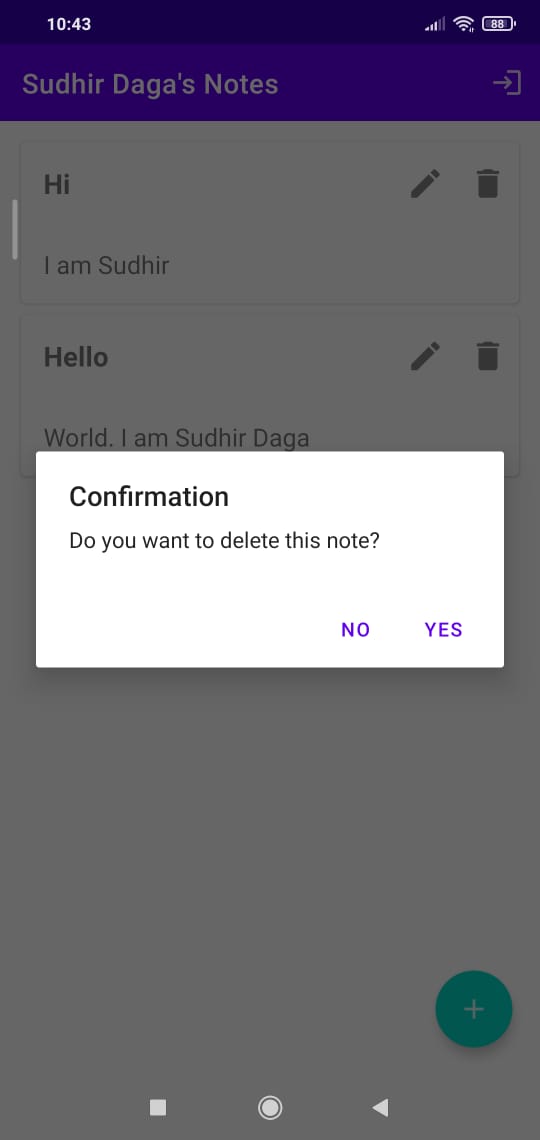 10:43
88
Sudhir Daga's Notes
Hi
I am Sudhir
Hello
World. I am Sudhir Daga
Confirmation
Do you want to delete this note?
NO YES